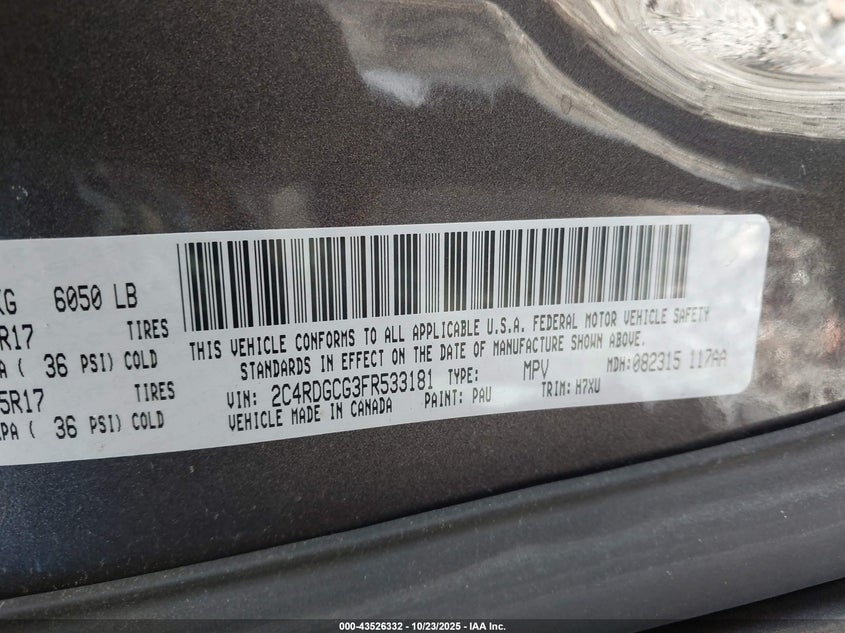 KG 6050 LB
R17 TIRES
PA ( 36 PSI) COLD
5R17 TIRES
KPA ( 36 PSI) COLD
THIS VEHICLE CONFORMS TO ALL APPLICABLE U.S.A. FEDERAL MOTOR VEHICLE SAFETY
STANDARDS IN EFFECT ON THE DATE OF MANUFACTURE SHOWN ABOVE.
VIN: 2C4RDGCG3FR533181 TYPE: MPV MDH: 082315 117AA
VEHICLE MADE IN CANADA PAINT: PAU TRIM: H7XU
000-43526332 - 10/23/2025 - IAA Inc.